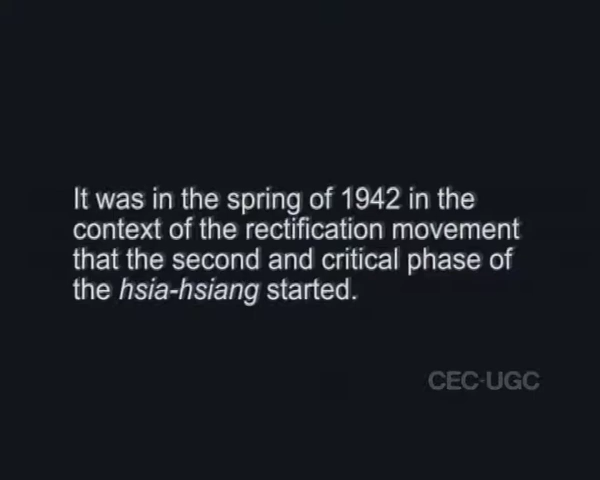 It was in the spring of 1942 in the
context of the rectification movement
that the second and critical phase of
the hsia-hsiang started.
CEC-UGC